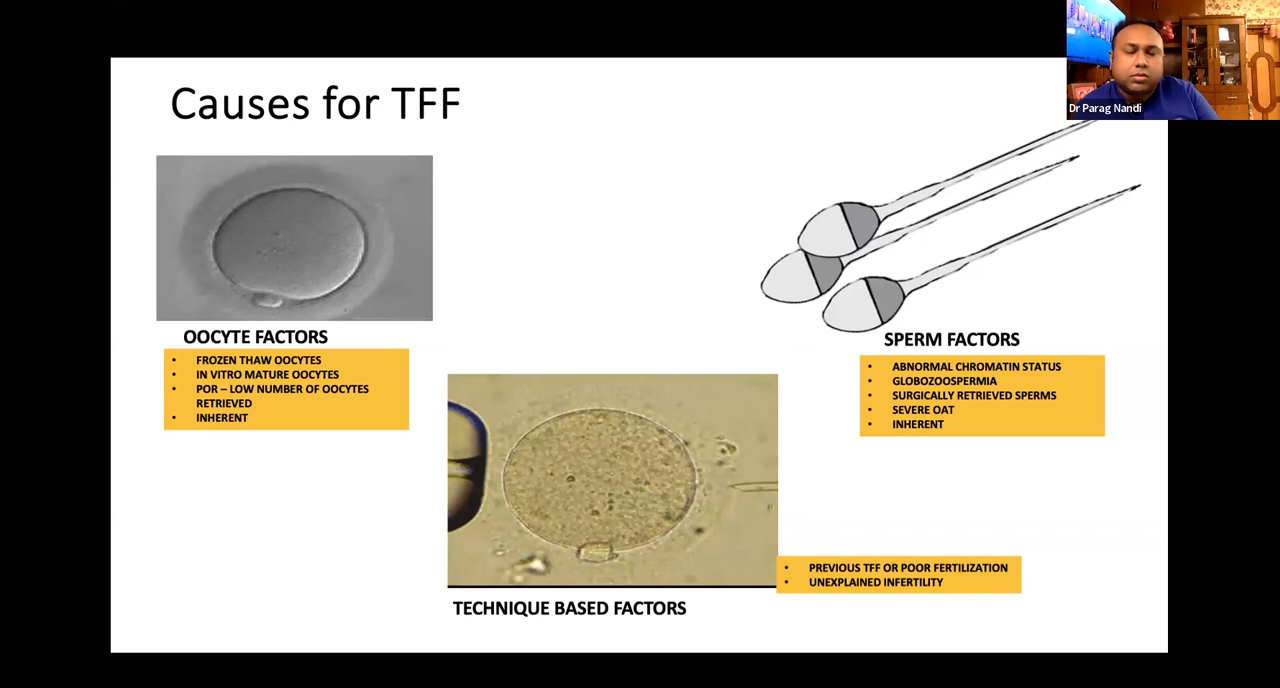 Dr Parag Nandi
Causes for TFF
OOCYTE FACTORS
• FROZEN THAW OOCYTES
• IN VITRO MATURE OOCYTES
• POR – LOW NUMBER OF OOCYTES
RETRIEVED
• INHERENT
SPERM FACTORS
• ABNORMAL CHROMATIN STATUS
• GLOBOZOOSPERMIA
• SURGICALLY RETRIEVED SPERMS
• SEVERE OAT
• INHERENT
• PREVIOUS TFF OR POOR FERTILIZATION
• UNEXPLAINED INFERTILITY
TECHNIQUE BASED FACTORS